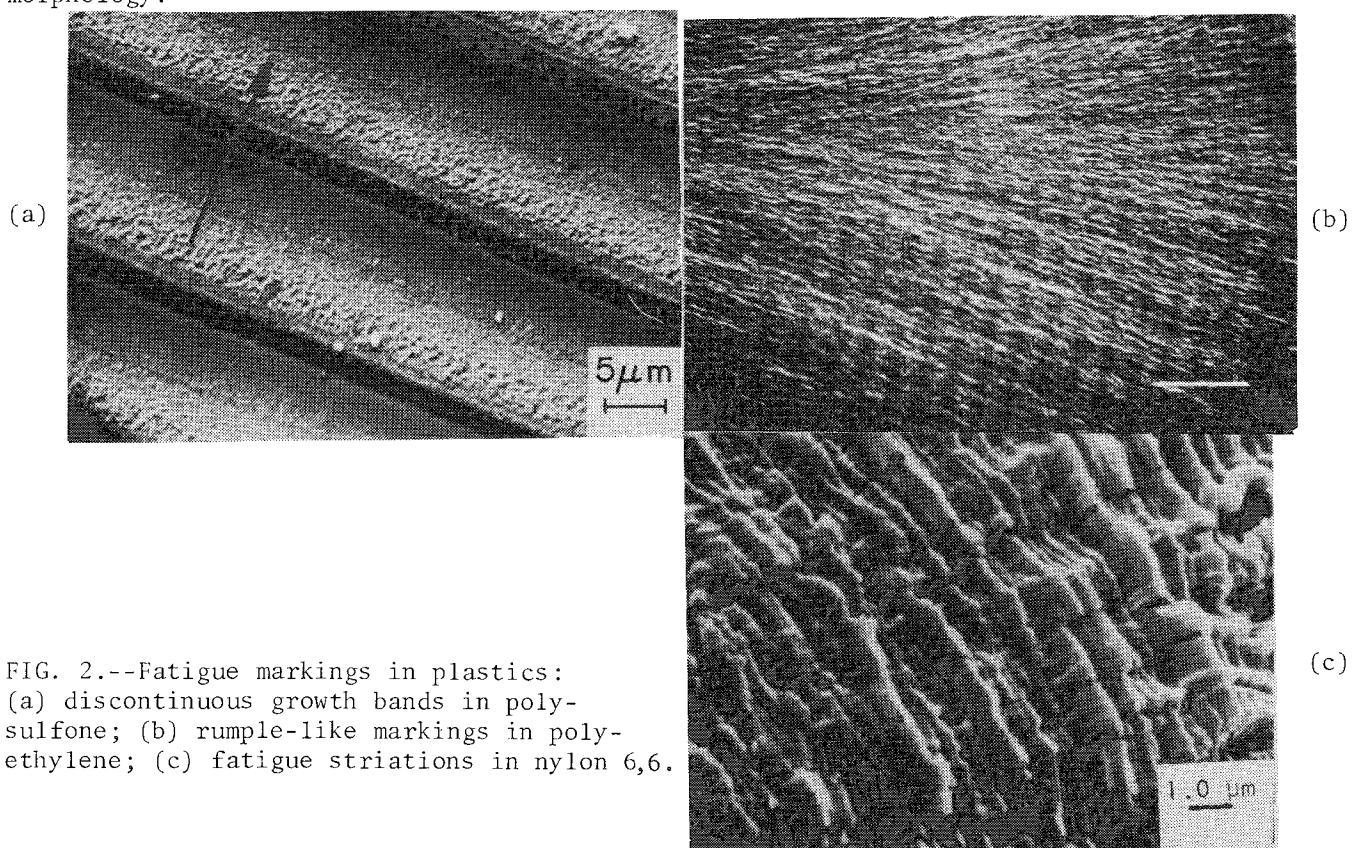 morphology.
(a)
(b)
5μm
FIG. 2.--Fatigue markings in plastics:
(a) discontinuous growth bands in poly-
sulfone; (b) rumple-like markings in poly-
ethylene; (c) fatigue striations in nylon 6,6.
(c)
1.0 μm